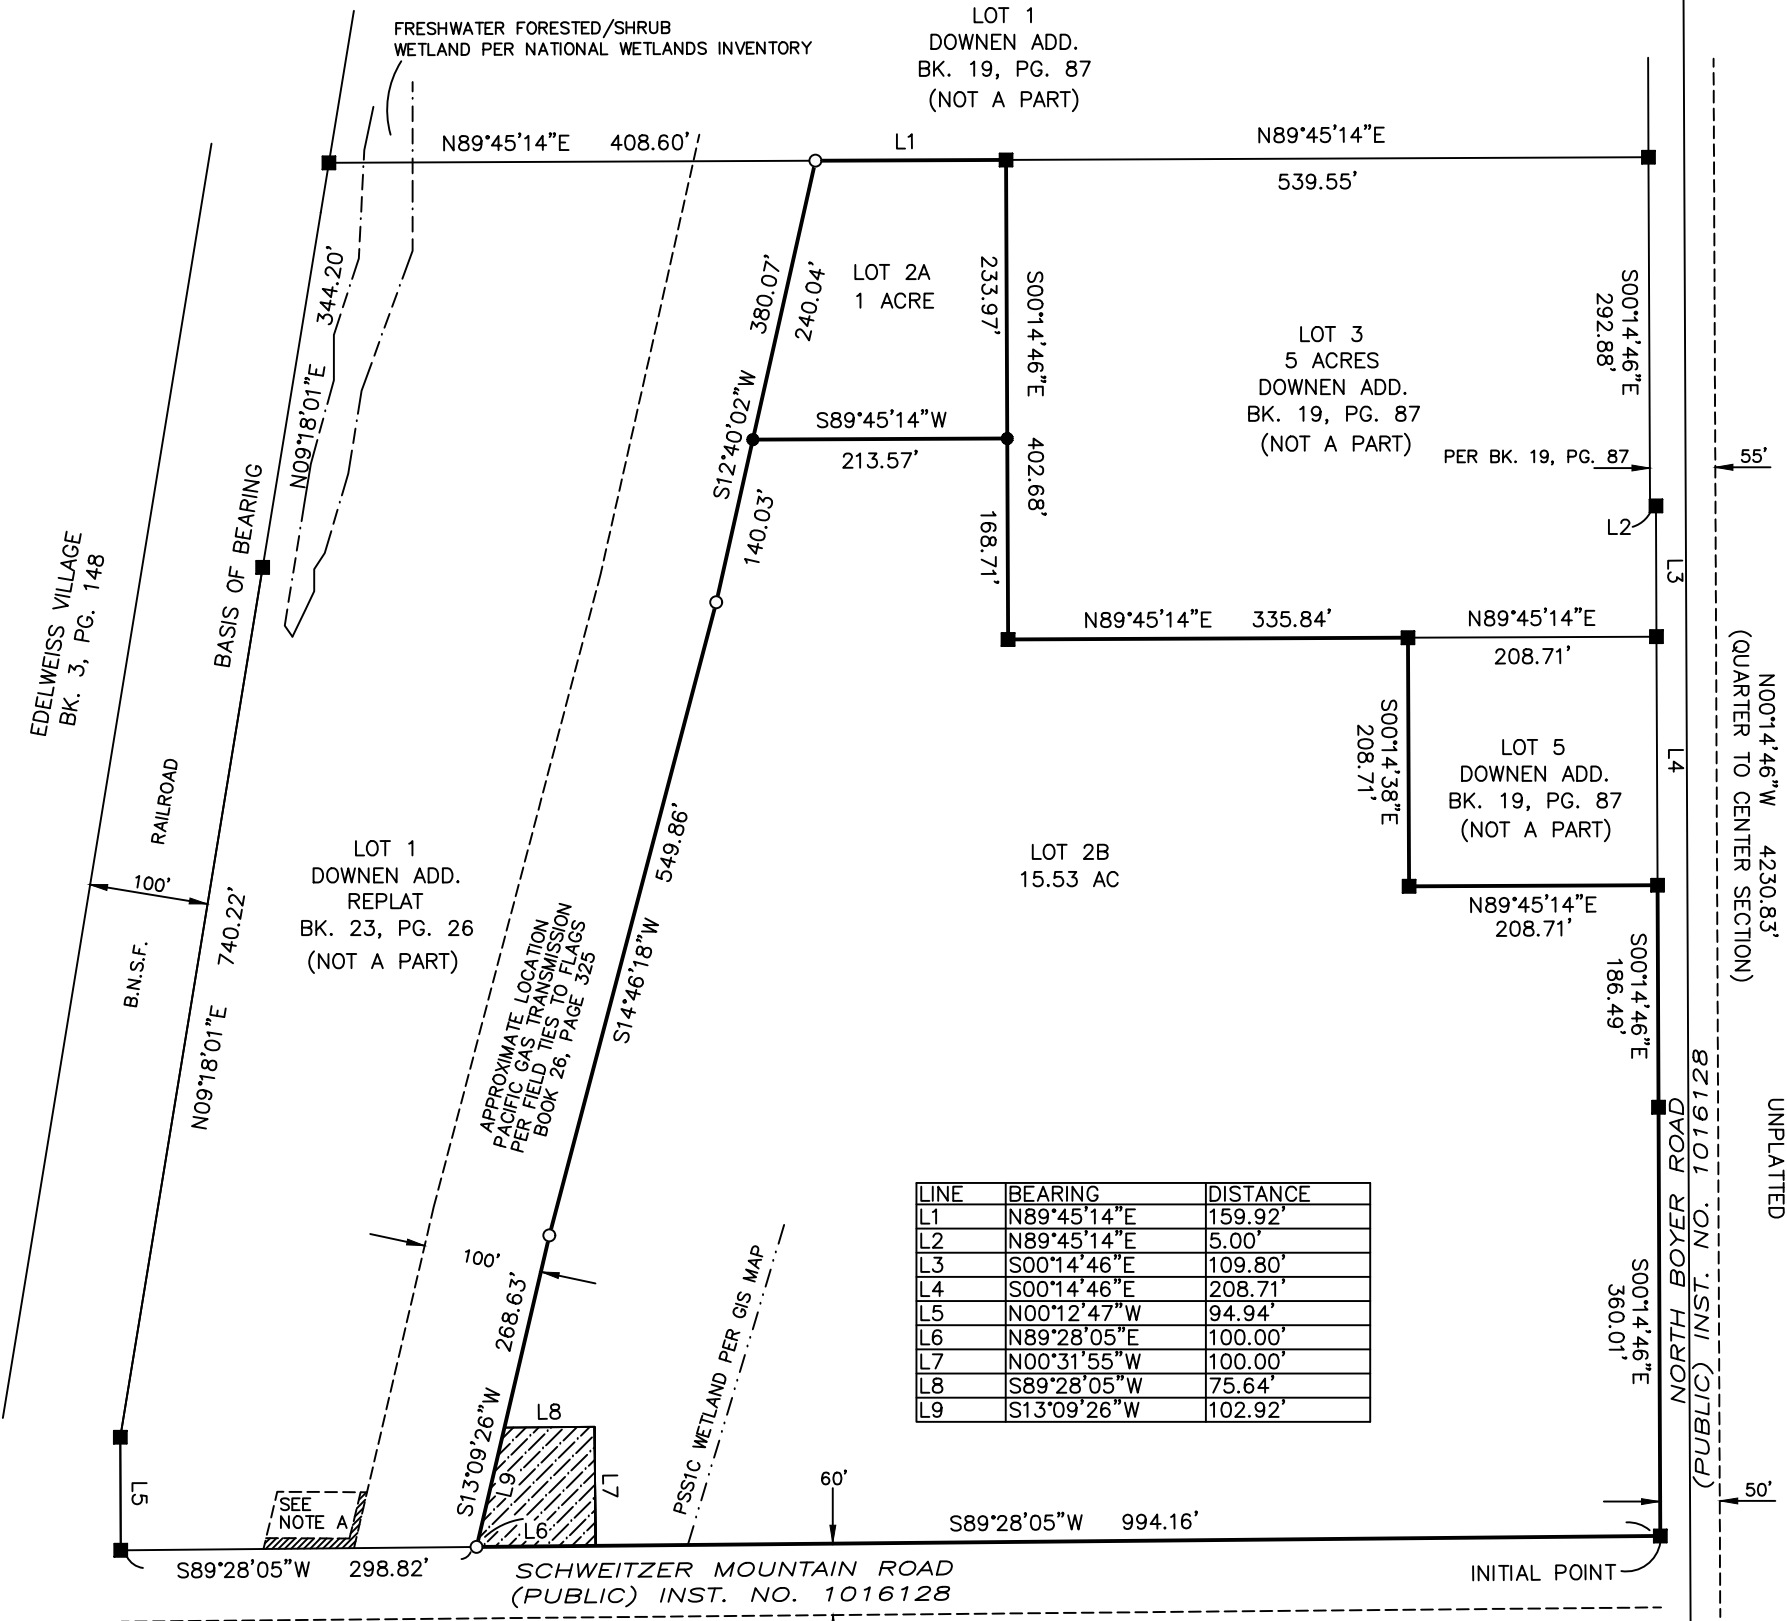 FRESHWATER FORESTED/SHRUB
WETLAND PER NATIONAL WETLANDS INVENTORY
LOT 1
DOWNEN ADD.
BK. 19, PG. 87
(NOT A PART)
N89°45'14"E 408.60'
L1
N89°45'14"E
539.55'
N09°18'01"E 344.20'
380.07'
240.04'
S12°40'02"W
140.03'
LOT 2A
1 ACRE
233.97'
S00°14'46"E 402.68'
168.71'
S89°45'14"W
213.57'
LOT 3
5 ACRES
DOWNEN ADD.
BK. 19, PG. 87
(NOT A PART)
S00°14'46"E
292.88'
PER BK. 19, PG. 87
55'
L2
L3
EDELWEISS VILLAGE
BK. 3, PG. 148
BASIS OF BEARING
N89°45'14"E 335.84'
N89°45'14"E
208.71'
S00°14'38"E
208.71'
LOT 5
DOWNEN ADD.
BK. 19, PG. 87
(NOT A PART)
L4
N00°14'46"W 4230.83'
(QUARTER TO CENTER SECTION)
RAILROAD
100'
B.N.S.F.
N09°18'01"E 740.22'
LOT 1
DOWNEN ADD.
REPLAT
BK. 23, PG. 26
(NOT A PART)
S14°46'18"W 549.86'
APPROXIMATE LOCATION
PACIFIC GAS TRANSMISSION
PER FIELD TIES TO FLAGS
BOOK 26, PAGE 325
LOT 2B
15.53 AC
N89°45'14"E
208.71'
S00°14'46"E
186.49'
UNPLATTED
100'
S13°09'26"W 268.63'
PSS1C WETLAND PER GIS MAP
LINE BEARING DISTANCE
L1 N89°45'14"E 159.92'
L2 N89°45'14"E 5.00'
L3 S00°14'46"E 109.80'
L4 S00°14'46"E 208.71'
L5 N00°12'47"W 94.94'
L6 N89°28'05"E 100.00'
L7 N00°31'55"W 100.00'
L8 S89°28'05"W 75.64'
L9 S13°09'26"W 102.92'
S00°14'46"E
360.01'
NORTH BOYER ROAD
(PUBLIC) INST. NO. 1016128
L5
SEE
NOTE A
L8
L9
L7
L6
60'
50'
S89°28'05"W 994.16'
S89°28'05"W 298.82'
SCHWEITZER MOUNTAIN ROAD
(PUBLIC) INST. NO. 1016128
INITIAL POINT